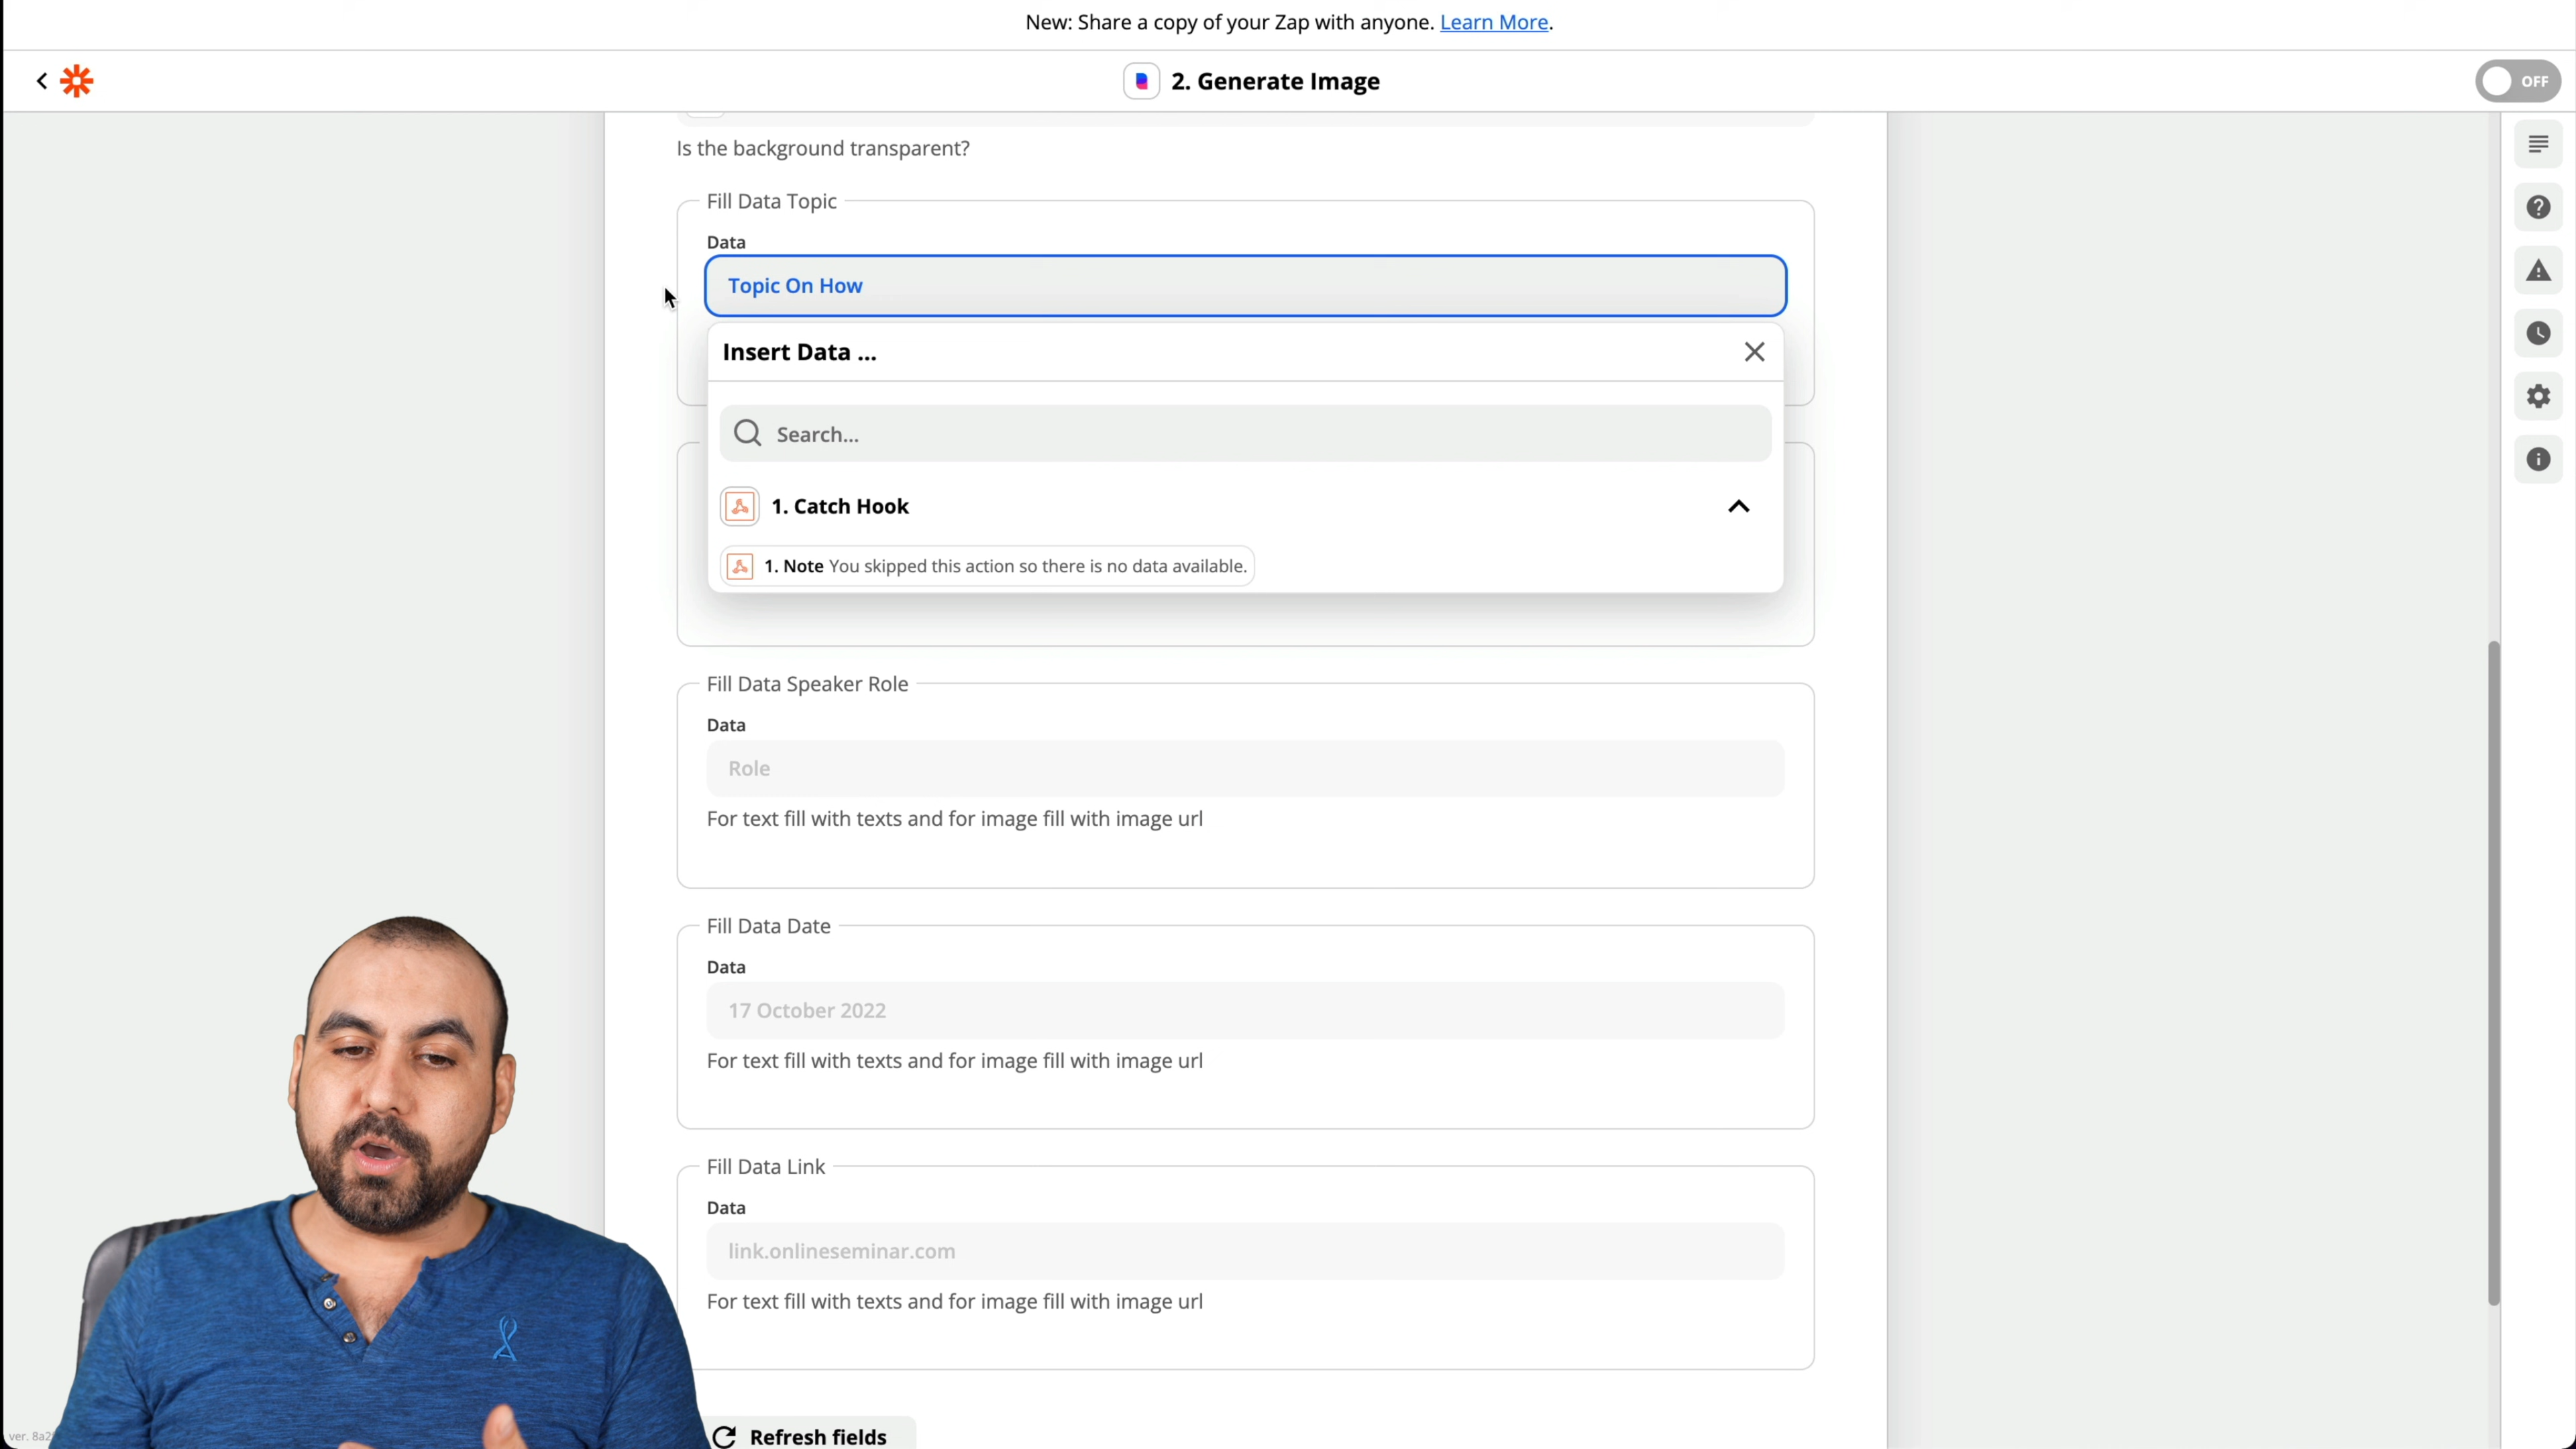 New: Share a copy of your Zap with anyone. Learn More.
2. Generate Image
OFF
Is the background transparent?
Fill Data Topic
Data
Topic On How
Insert Data ...
Search...
1. Catch Hook
1. Note You skipped this action so there is no data available.
Fill Data Speaker Role
Data
Role
For text fill with texts and for image fill with image url
Fill Data Date
Data
17 October 2022
For text fill with texts and for image fill with image url
Fill Data Link
Data
link.onlineseminar.com
For text fill with texts and for image fill with image url
Refresh fields
ver.